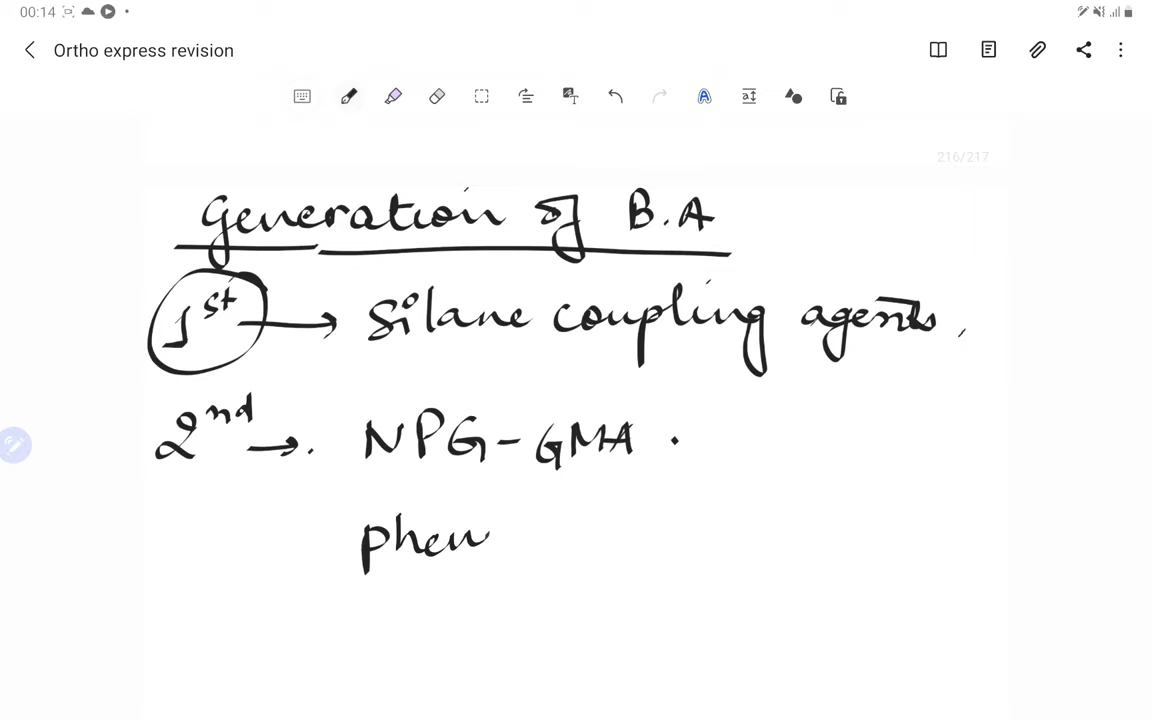 00:14
Ortho express revision
216/217
Generation of B.A
1st → Silane coupling agents,
2nd →. NPG-GMA.
phen